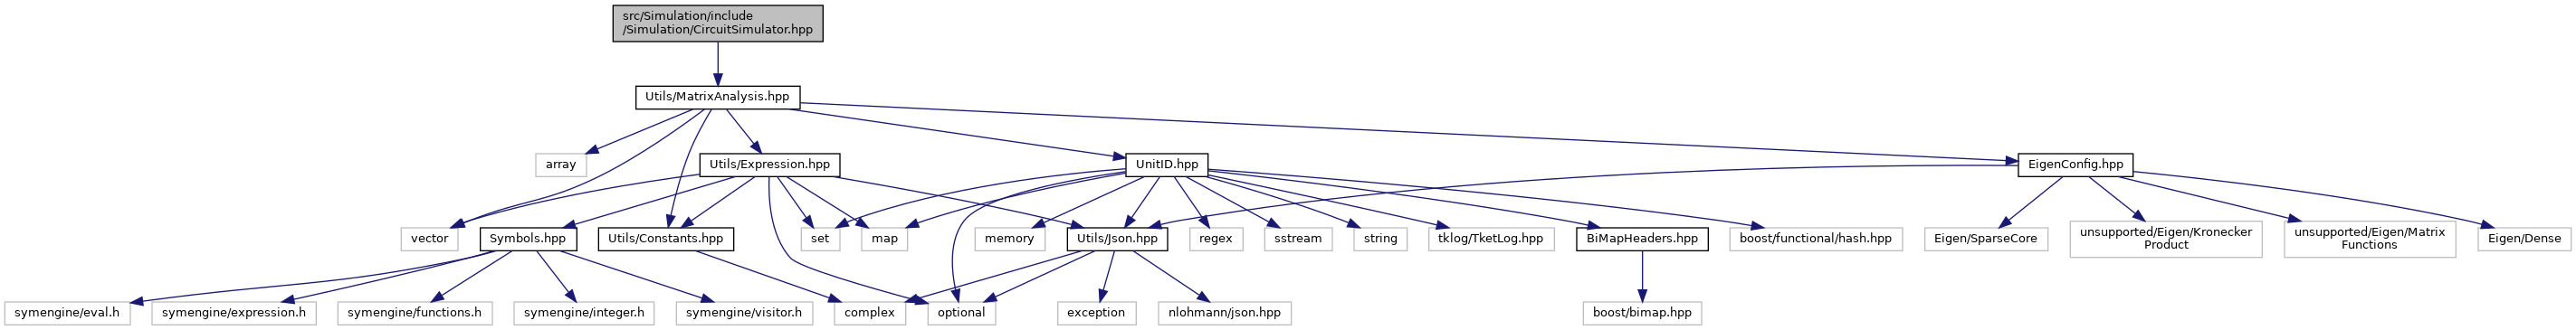 src/Simulation/include
/Simulation/CircuitSimulator.hpp
Utils/MatrixAnalysis.hpp
array
Utils/Expression.hpp
UnitID.hpp
EigenConfig.hpp
vector
Symbols.hpp
Utils/Constants.hpp
set
map
memory
Utils/Json.hpp
regex
sstream
string
tklog/TketLog.hpp
BiMapHeaders.hpp
boost/functional/hash.hpp
Eigen/SparseCore
unsupported/Eigen/Kronecker
Product
unsupported/Eigen/Matrix
Functions
Eigen/Dense
symengine/eval.h
symengine/expression.h
symengine/functions.h
symengine/integer.h
symengine/visitor.h
complex
optional
exception
nlohmann/json.hpp
boost/bimap.hpp